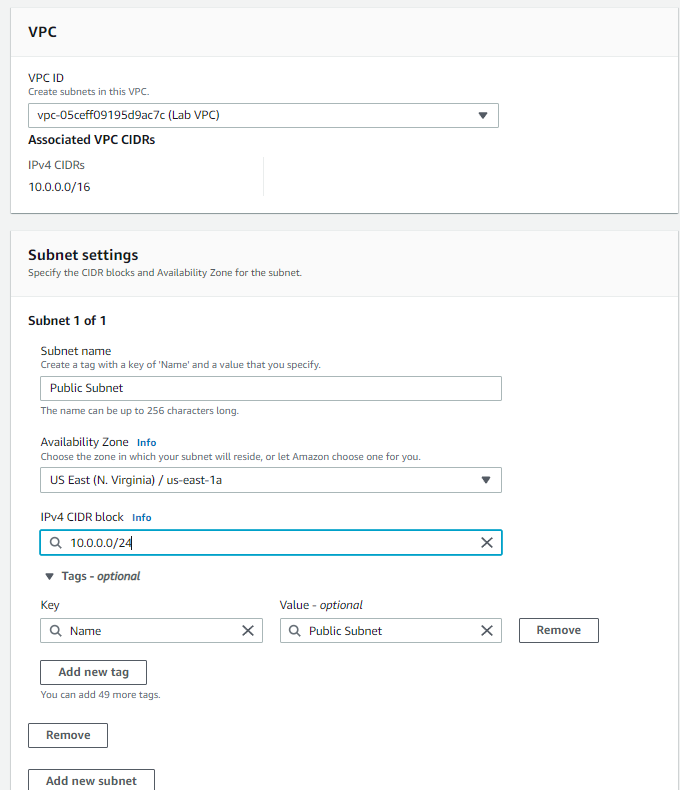 VPC
VPC ID
Create subnets in this VPC.
vpc-05ceff09195d9ac7c (Lab VPC)
Associated VPC CIDRs
IPv4 CIDRs
10.0.0.0/16
Subnet settings
Specify the CIDR blocks and Availability Zone for the subnet.
Subnet 1 of 1
Subnet name
Create a tag with a key of 'Name' and a value that you specify.
Public Subnet
The name can be up to 256 characters long.
Availability Zone Info
Choose the zone in which your subnet will reside, or let Amazon choose one for you.
US East (N. Virginia) / us-east-1a
IPv4 CIDR block Info
10.0.0.0/24
Tags - optional
Key Value - optional
Name Public Subnet Remove
Add new tag
You can add 49 more tags.
Remove
Add new subnet